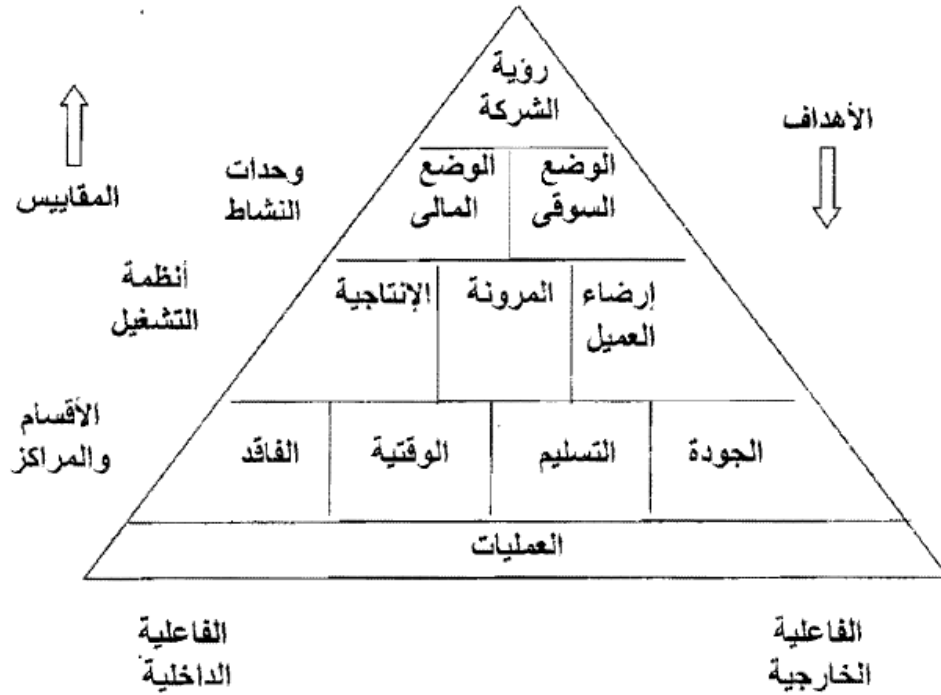 رؤية
الشركة
الأهداف
المقاييس
وحدات
النشاط
الوضع
السوقى
الوضع
المالى
أنظمة
التشغيل
إرضاء
العميل
المرونة
الإنتاجية
الأقسام
والمراكز
الجودة
التسليم
الوقتية
الفاقد
العمليات
الفاعلية
الخارجية
الفاعلية
الداخلية